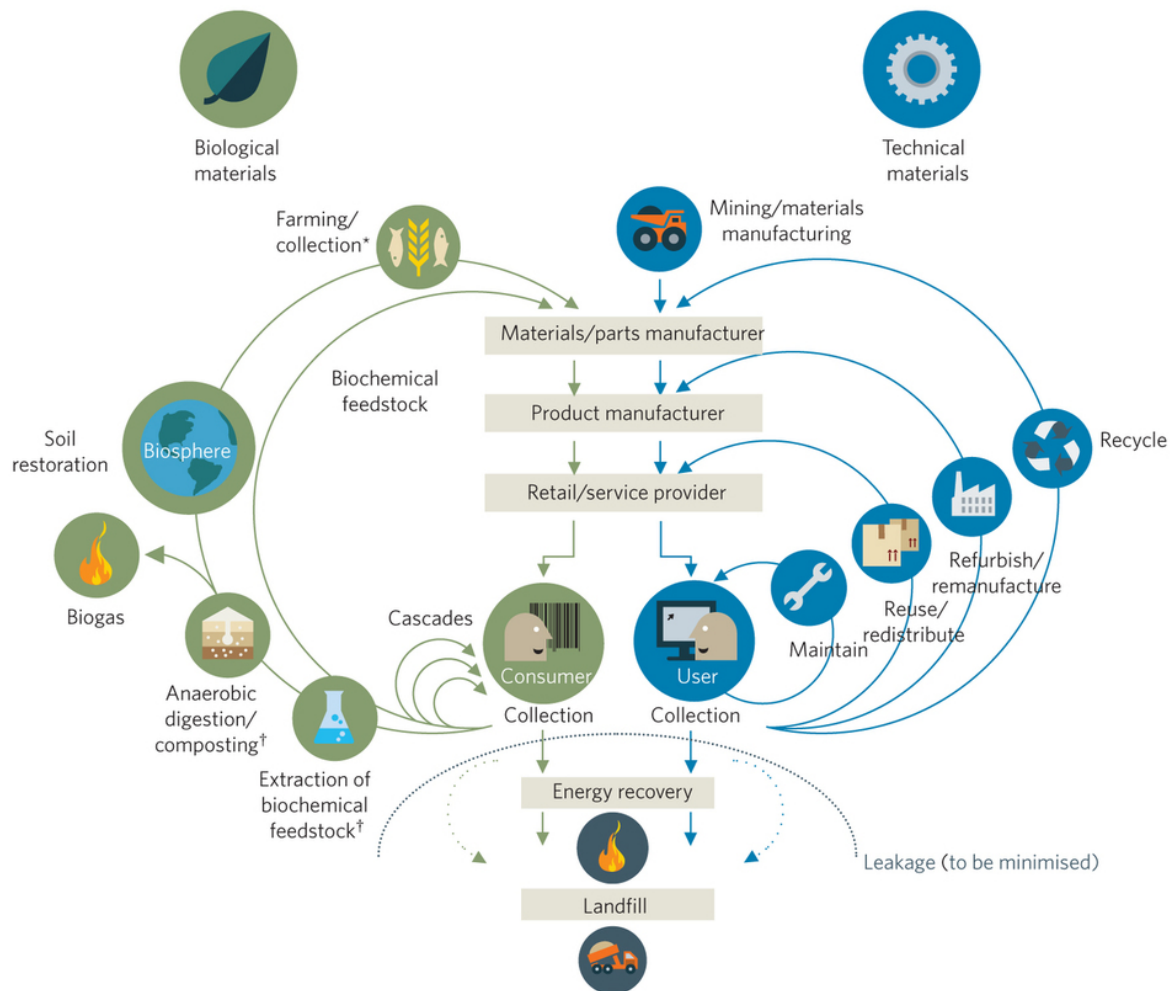 Biological
materials
Technical
materials
Farming/
collection*
Mining/materials
manufacturing
Materials/parts manufacturer
Biochemical
feedstock
Product manufacturer
Soil
restoration
Biosphere
Recycle
Retail/service provider
Biogas
Refurbish/
remanufacture
Reuse/
redistribute
Cascades
Maintain
Consumer
User
Anaerobic
digestion/
composting†
Collection
Collection
Extraction of
biochemical
feedstock†
Energy recovery
Leakage (to be minimised)
Landfill